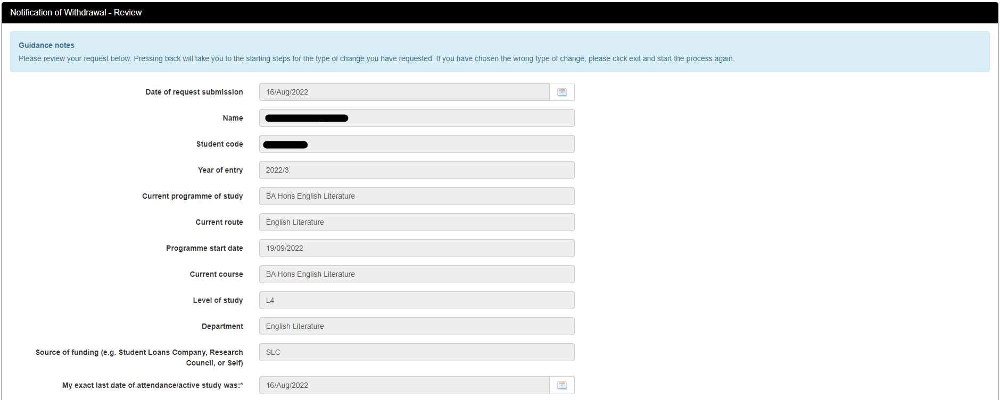 Notification of Withdrawal - Review
Guidance notes
Please review your request below. Pressing back will take you to the starting steps for the type of change you have requested. If you have chosen the wrong type of change, please click exit and start the process again.
Date of request submission 16/Aug/2022
Name
Student code
Year of entry 2022/3
Current programme of study BA Hons English Literature
Current route English Literature
Programme start date 19/09/2022
Current course BA Hons English Literature
Level of study L4
Department English Literature
Source of funding (e.g. Student Loans Company, Research SLC
Council, or Self)
My exact last date of attendance/active study was:* 16/Aug/2022